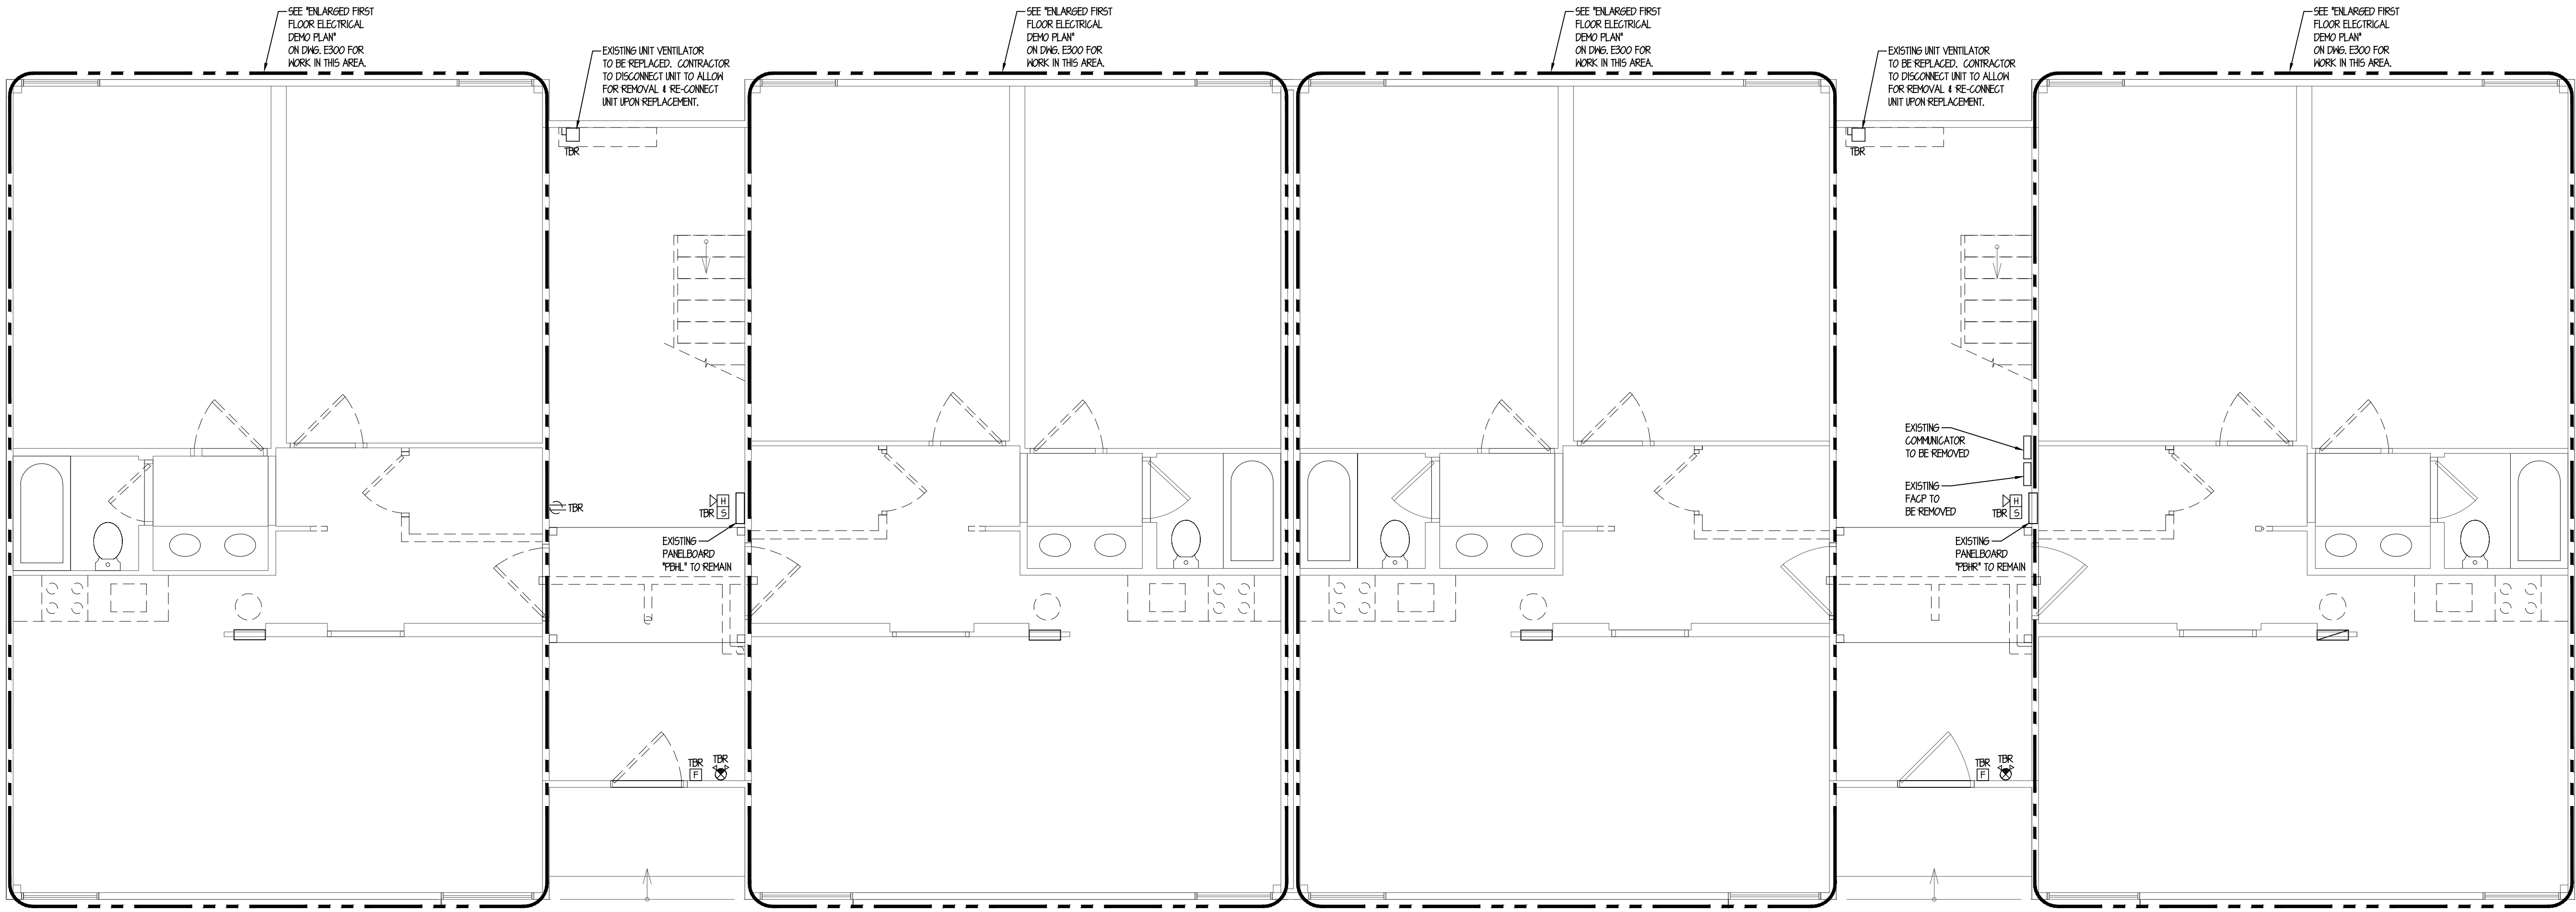 SEE "ENLARGED FIRST
FLOOR ELECTRICAL
DEMO PLAN"
ON DWG. E300 FOR
WORK IN THIS AREA.
EXISTING UNIT VENTILATOR
TO BE REPLACED. CONTRACTOR
TO DISCONNECT UNIT TO ALLOW
FOR REMOVAL & RE-CONNECT
UNIT UPON REPLACEMENT.
SEE "ENLARGED FIRST
FLOOR ELECTRICAL
DEMO PLAN"
ON DWG. E300 FOR
WORK IN THIS AREA.
SEE "ENLARGED FIRST
FLOOR ELECTRICAL
DEMO PLAN"
ON DWG. E300 FOR
WORK IN THIS AREA.
EXISTING UNIT VENTILATOR
TO BE REPLACED. CONTRACTOR
TO DISCONNECT UNIT TO ALLOW
FOR REMOVAL & RE-CONNECT
UNIT UPON REPLACEMENT.
SEE "ENLARGED FIRST
FLOOR ELECTRICAL
DEMO PLAN"
ON DWG. E300 FOR
WORK IN THIS AREA.
TBR
TBR
EXISTING
COMMUNICATOR
TO BE REMOVED
EXISTING
FACP TO
BE REMOVED
TBR
H
TBR S
H
TBR S
EXISTING
PANELBOARD
"PBHL" TO REMAIN
EXISTING
PANELBOARD
"PBHR" TO REMAIN
TBR
F
TBR
TBR
F
TBR